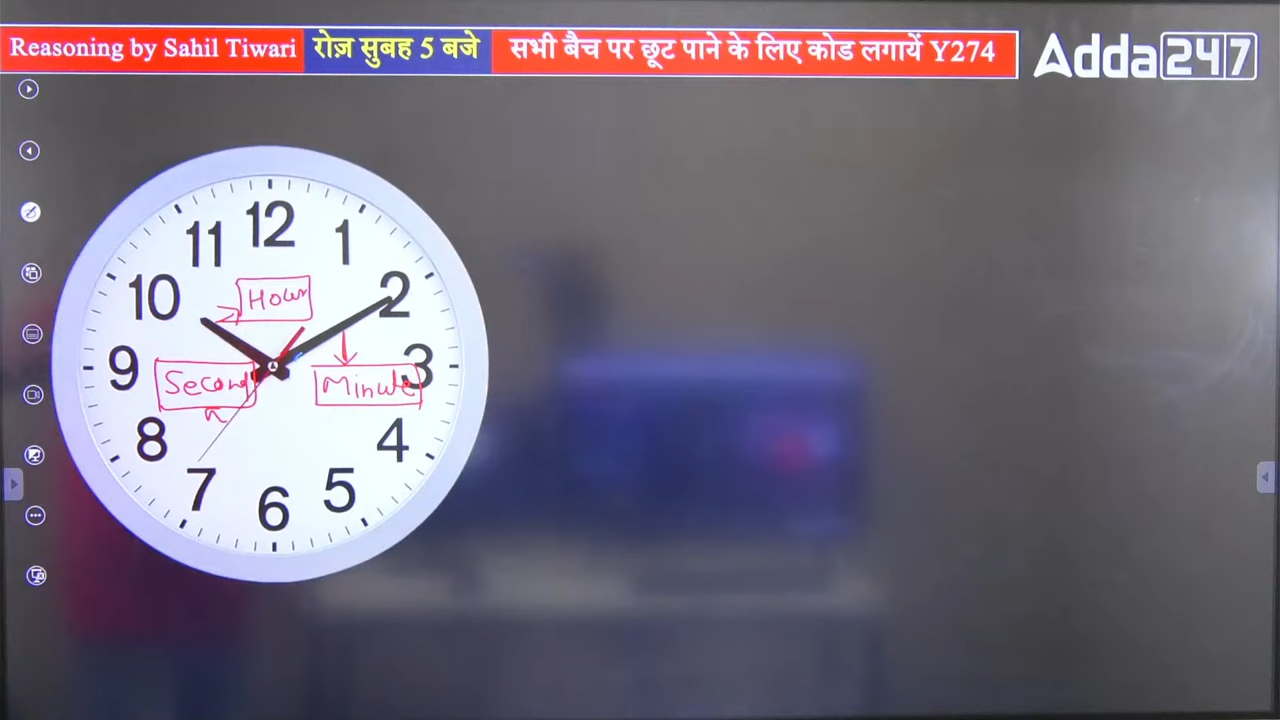 Reasoning by Sahil Tiwari
रोज़ सुबह 5 बजे
सभी बैच पर छूट पाने के लिए कोड लगायें Y274
Adda247
12
11
1
10
2
Hour
9
3
Second
Minute
8
4
7
5
6